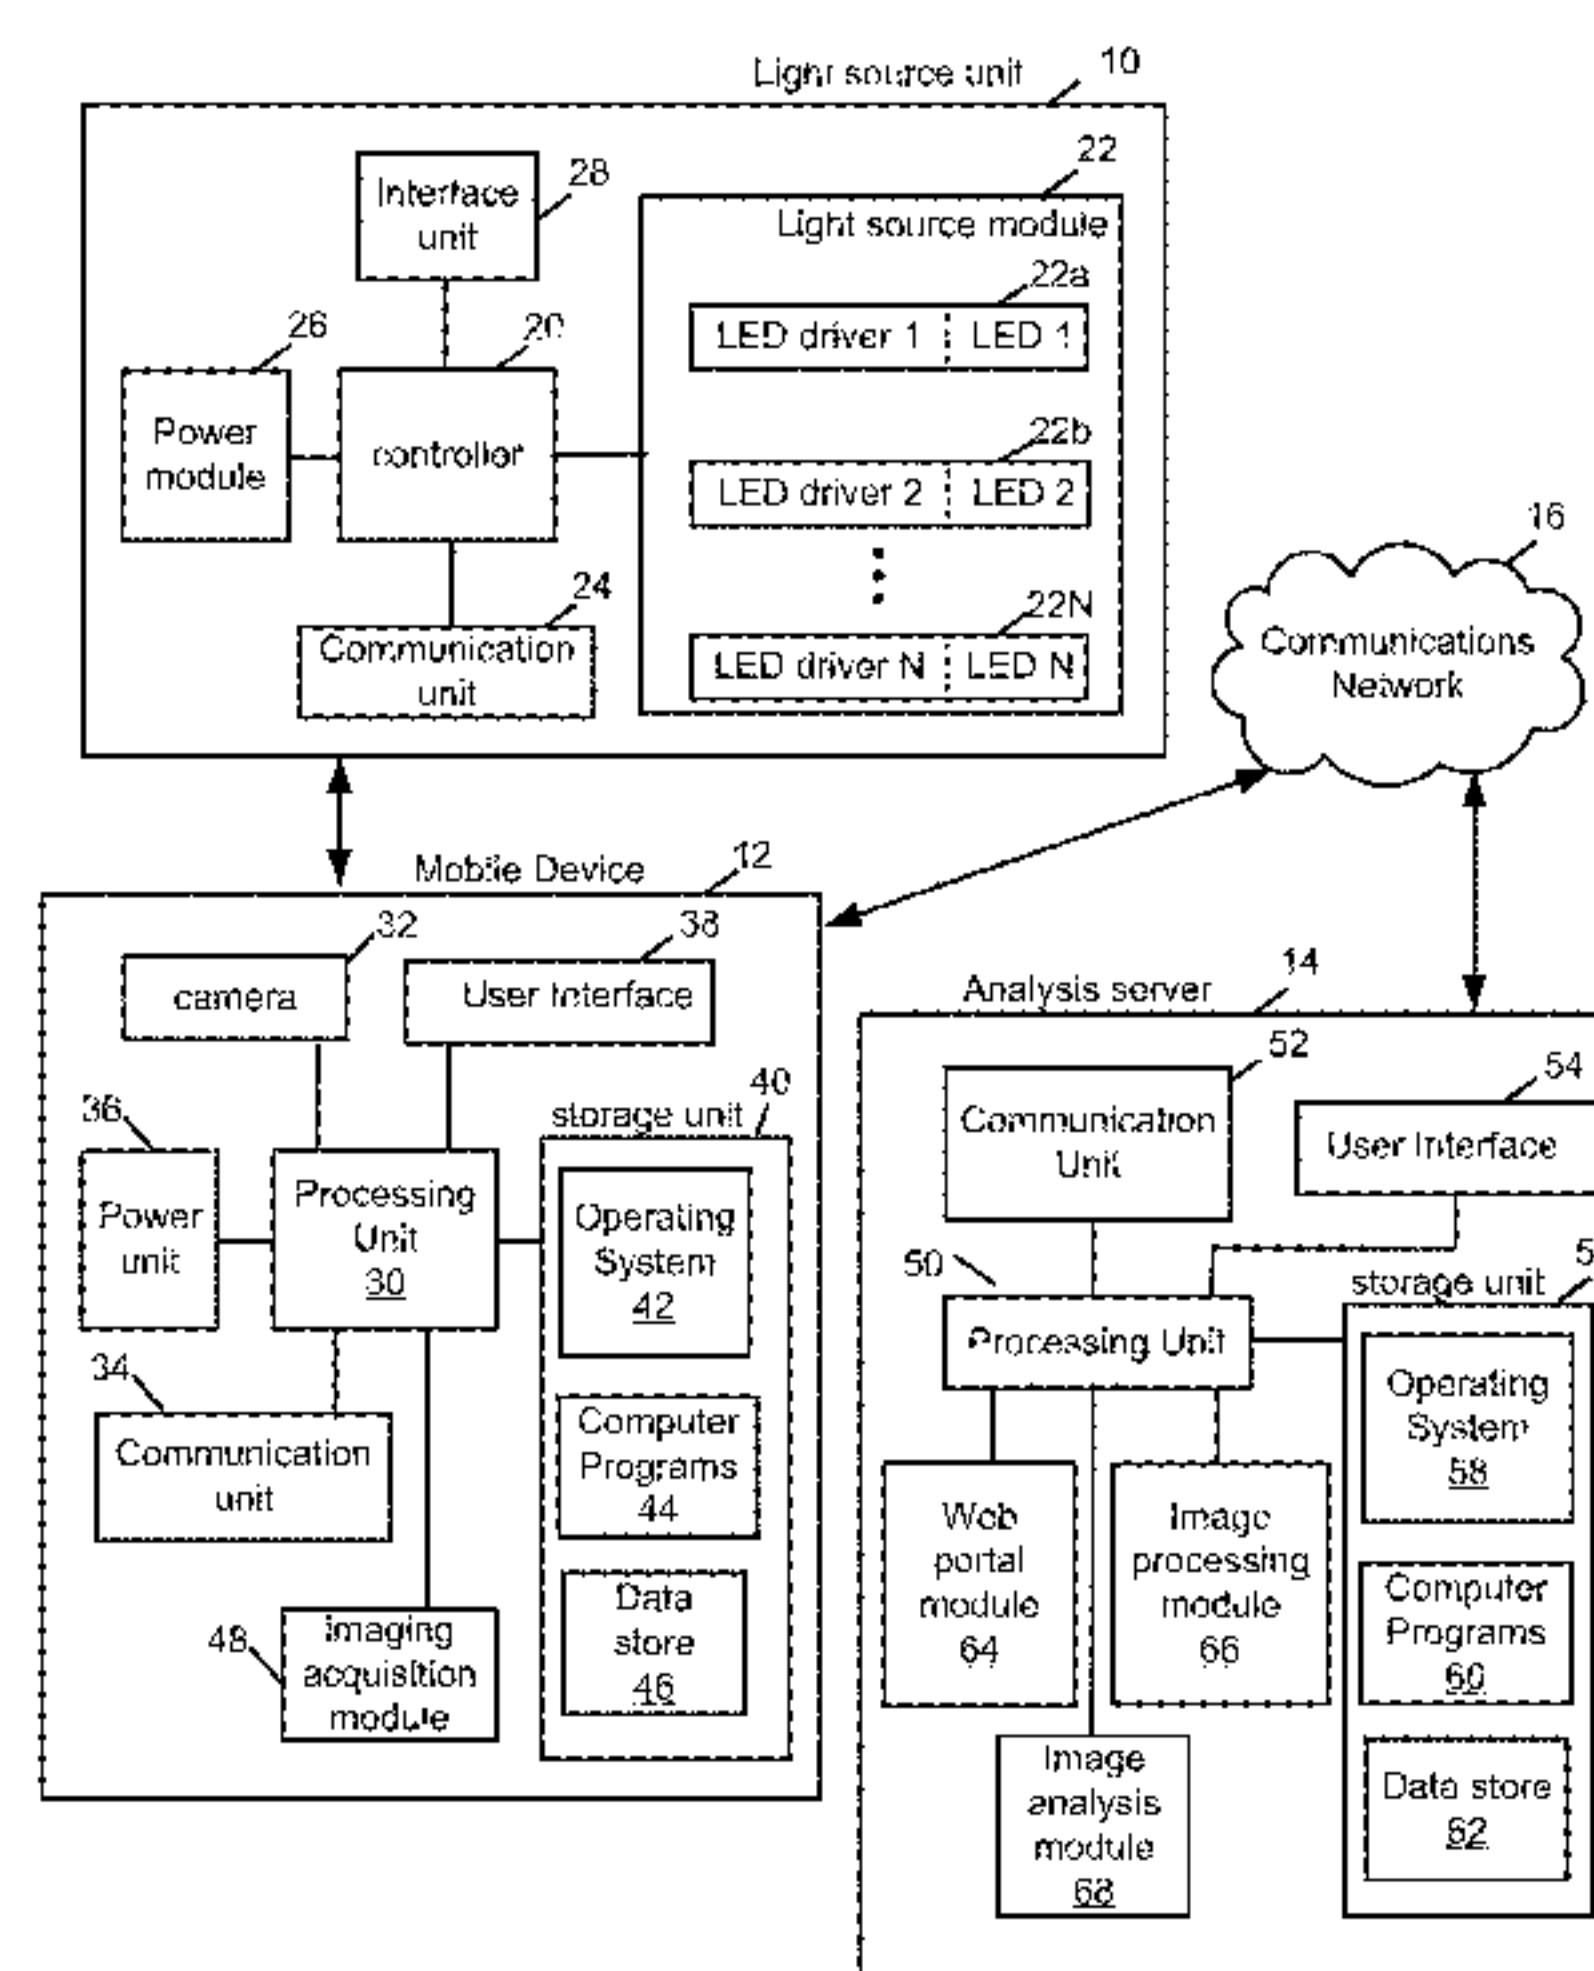 Light source unit 10
Interface
unit
28
22
Light source module
22a
LED driver 1 LED 1
26
20
Power
module
controller
22b
LED driver 2 LED 2
24
Communication
unit
22N
LED driver N LED N
16
Communications
Network
Mobile Device 12
32
camera
38
User Interface
36
Power
unit
Processing
Unit
30
storage unit
40
Operating
System
42
34
Communication
unit
Computer
Programs
44
Data
store
46
48
imaging
acquisition
module
Analysis server 14
52
Communication
Unit
54
User Interface
50
Processing Unit
storage unit
Operating
System
58
Web
portal
module
64
Image
processing
module
66
Computer
Programs
60
Image
analysis
module
68
Data store
62